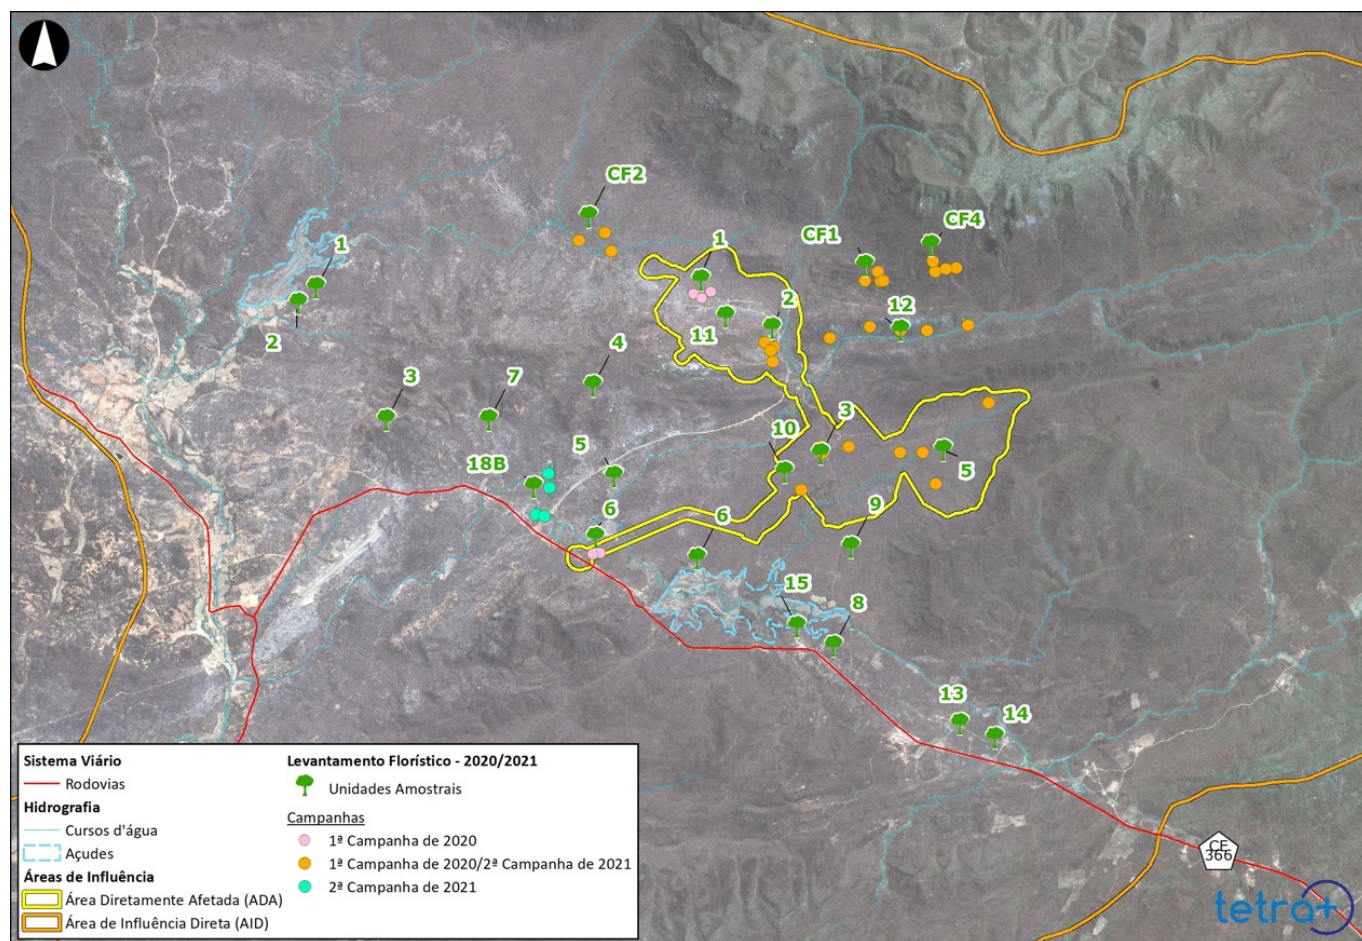 CF2
CF4
CF1
1
1
2
12
11
2
4
3
7
3
10
5
5
18B
9
6
6
15
8
13
14
Sistema Viário
Rodovias
Hidrografia
Cursos d'água
Açudes
Áreas de Influência
Área Diretamente Afetada (ADA)
Área de Influência Direta (AID)
Levantamento Florístico - 2020/2021
Unidades Amostrais
Campanhas
1ª Campanha de 2020
1ª Campanha de 2020/2ª Campanha de 2021
2ª Campanha de 2021
CE
366
tetra+